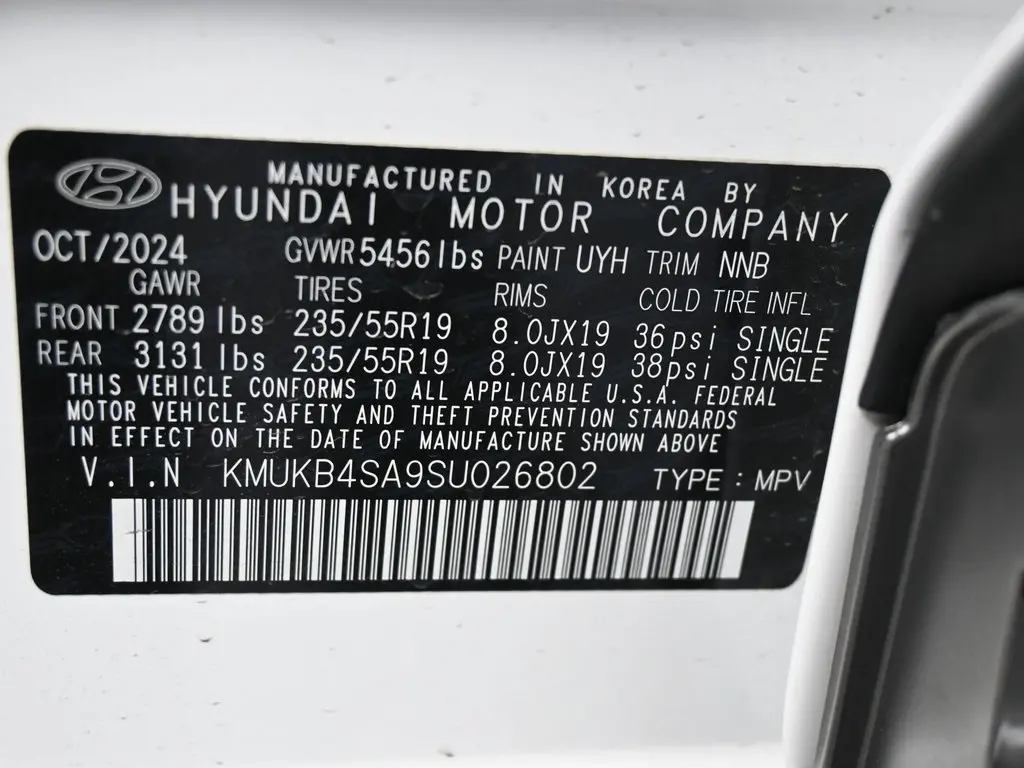 MANUFACTURED IN KOREA BY
HYUNDAI MOTOR COMPANY
OCT/2024 GVWR 5456lbs PAINT UYH TRIM NNB
GAWR TIRES RIMS COLD TIRE INFL
FRONT 2789 lbs 235/55R19 8.0JX19 36psi SINGLE
REAR 3131 lbs 235/55R19 8.0JX19 38psi SINGLE
THIS VEHICLE CONFORMS TO ALL APPLICABLE U.S.A. FEDERAL
MOTOR VEHICLE SAFETY AND THEFT PREVENTION STANDARDS
IN EFFECT ON THE DATE OF MANUFACTURE SHOWN ABOVE
V.I.N KMUKB4SA9SU026802 TYPE : MPV